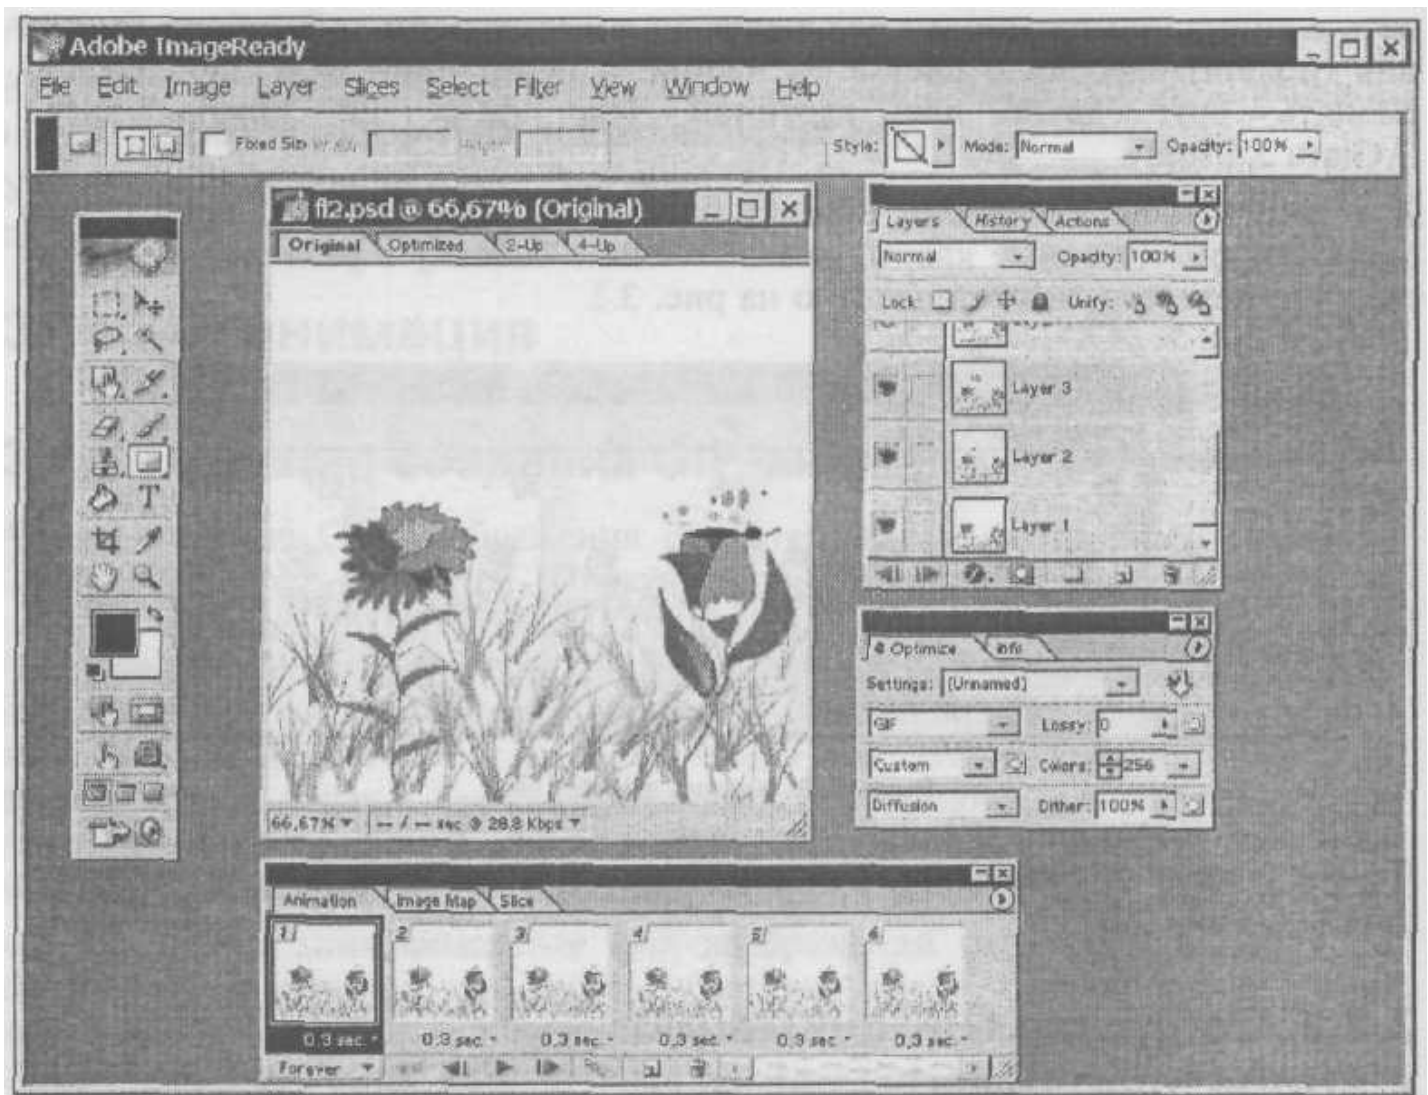 Adobe ImageReady
File Edit Image Layer Slices Select Filter View Window Help
Fixed Size Width: Height: Style: Mode: Normal Opacity: 100%
fl2.psd @ 66,67% (Original)
Original Optimized 2-Up 4-Up
66,67% -- / -- sec @ 28.8 Kbps
Layers History Actions
Normal Opacity: 100%
Lock: Unify:
Layer 3
Layer 2
Layer 1
Optimize Info
Settings: [Unnamed]
GIF Lossy: 0
Custom Colors: 256
Diffusion Dither: 100%
Animation Image Map Slice
1 2 3 4 5 6
0,3 sec. 0,3 sec. 0,3 sec. 0,3 sec. 0,3 sec. 0,3 sec.
Forever